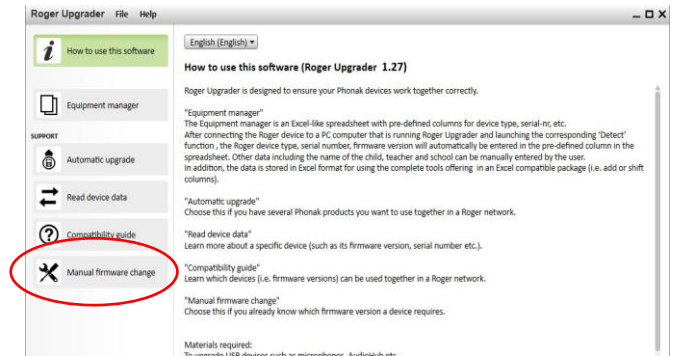 Roger Upgrader File Help
How to use this software
Equipment manager
SUPPORT
Automatic upgrade
Read device data
Compatibility guide
Manual firmware change
English (English)
How to use this software (Roger Upgrader 1.27)
Roger Upgrader is designed to ensure your Phonak devices work together correctly.
"Equipment manager"
The Equipment manager is an Excel-like spreadsheet with pre-defined columns for device type, serial-nr, etc.
After connecting the Roger device to a PC computer that is running Roger Upgrader and launching the corresponding 'Detect'
function , the Roger device type, serial number, firmware version will automatically be entered in the pre-defined column in the
spreadsheet. Other data including the name of the child, teacher and school can be manually entered by the user.
In addition, the data is stored in Excel format for using the complete tools offering in an Excel compatible package (i.e. add or shift
columns).
"Automatic upgrade"
Choose this if you have several Phonak products you want to use together in a Roger network.
"Read device data"
Learn more about a specific device (such as its firmware version, serial number etc.).
"Compatibility guide"
Learn which devices (i.e. firmware versions) can be used together in a Roger network.
"Manual firmware change"
Choose this if you already know which firmware version a device requires.
Materials required:
To upgrade USB devices such as microphones, AudioHub etc.